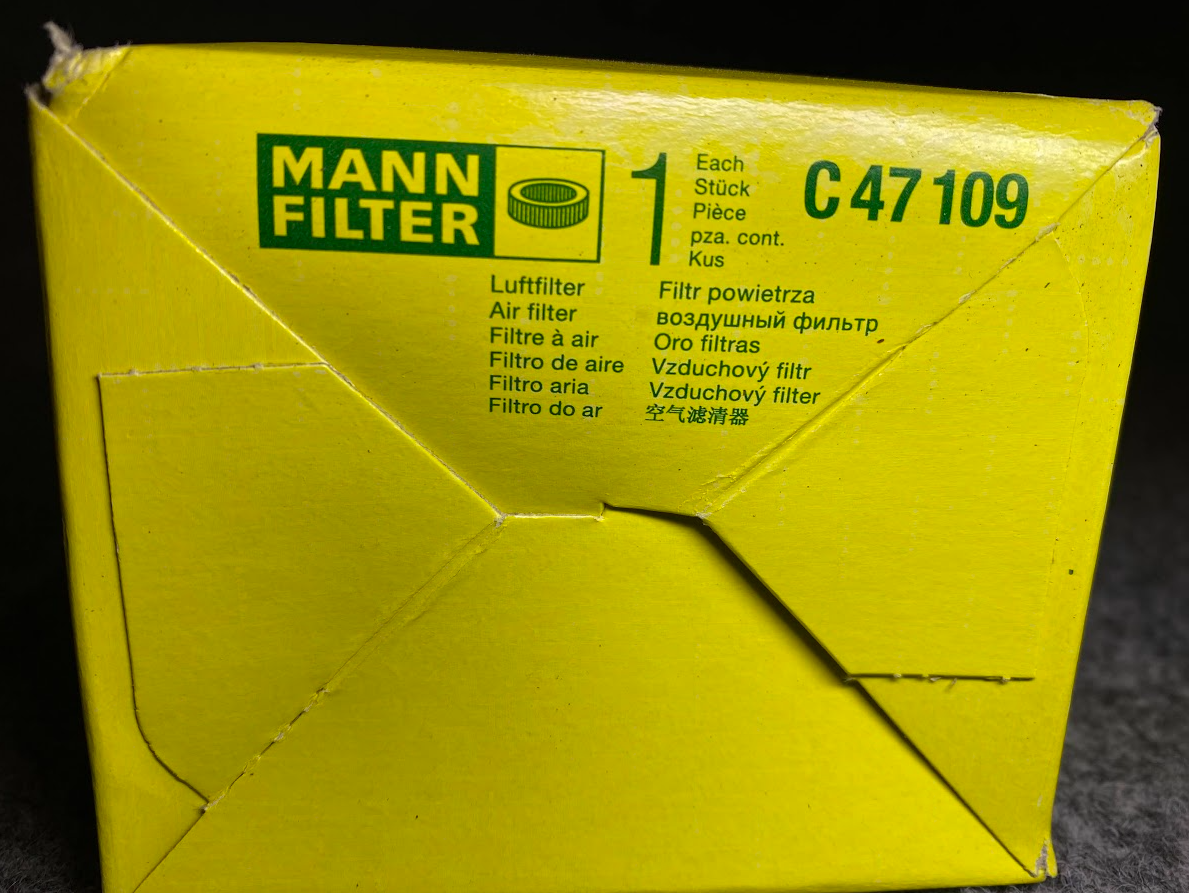 MANN
FILTER
1
Each
Stück
Pièce
pza. cont.
Kus
C 47 109
Luftfilter
Air filter
Filtre à air
Filtro de aire
Filtro aria
Filtro do ar
Filtr powietrza
воздушный фильтр
Oro filtras
Vzduchový filtr
Vzduchový filter
空气滤清器